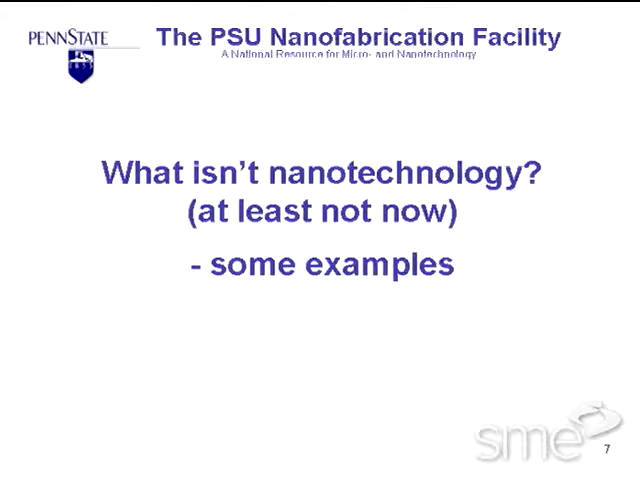 PENNSTATE
The PSU Nanofabrication Facility
A National Resource for Micro- and Nanotechnology
What isn't nanotechnology?
(at least not now)
- some examples
sme
7